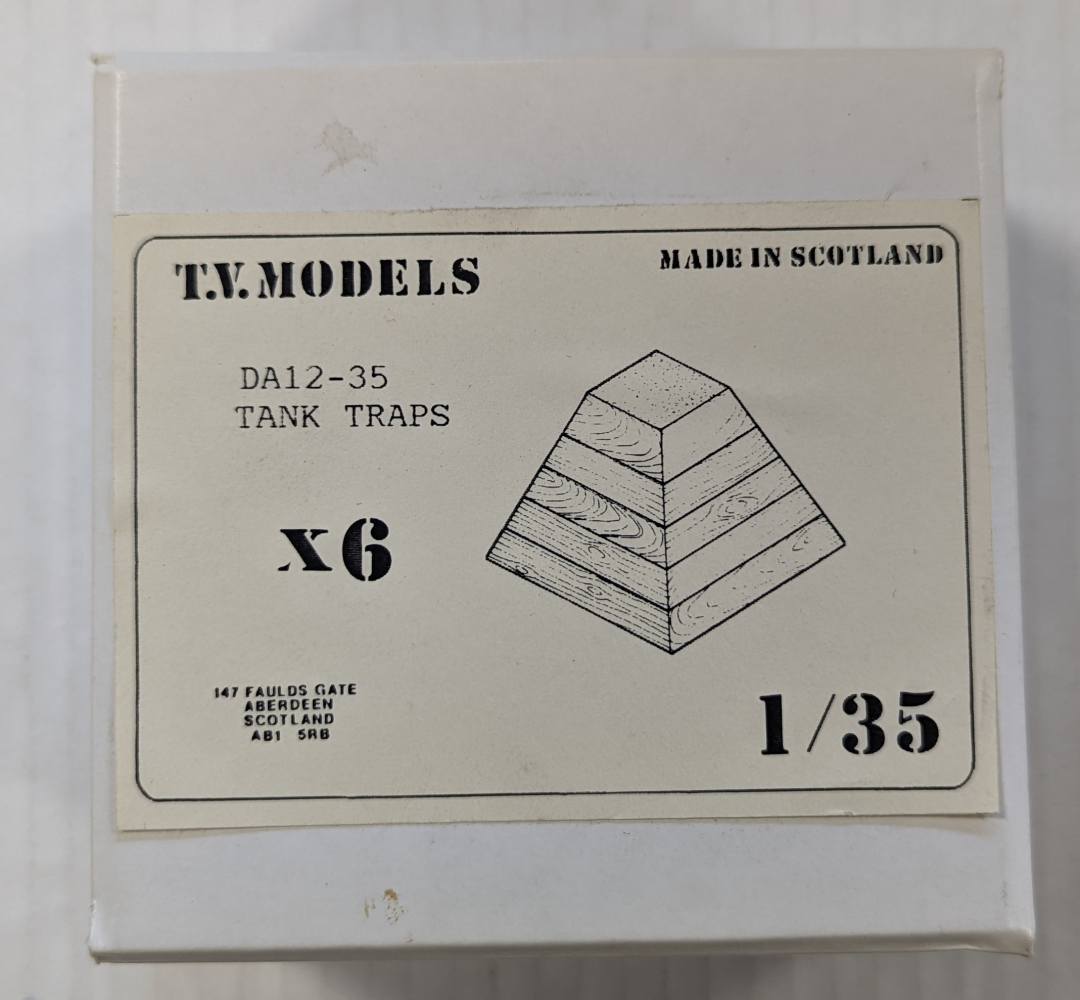 T.V. MODELS
MADE IN SCOTLAND
DA12-35
TANK TRAPS
x6
147 FAULDS GATE
ABERDEEN
SCOTLAND
AB1 5RB
1/35